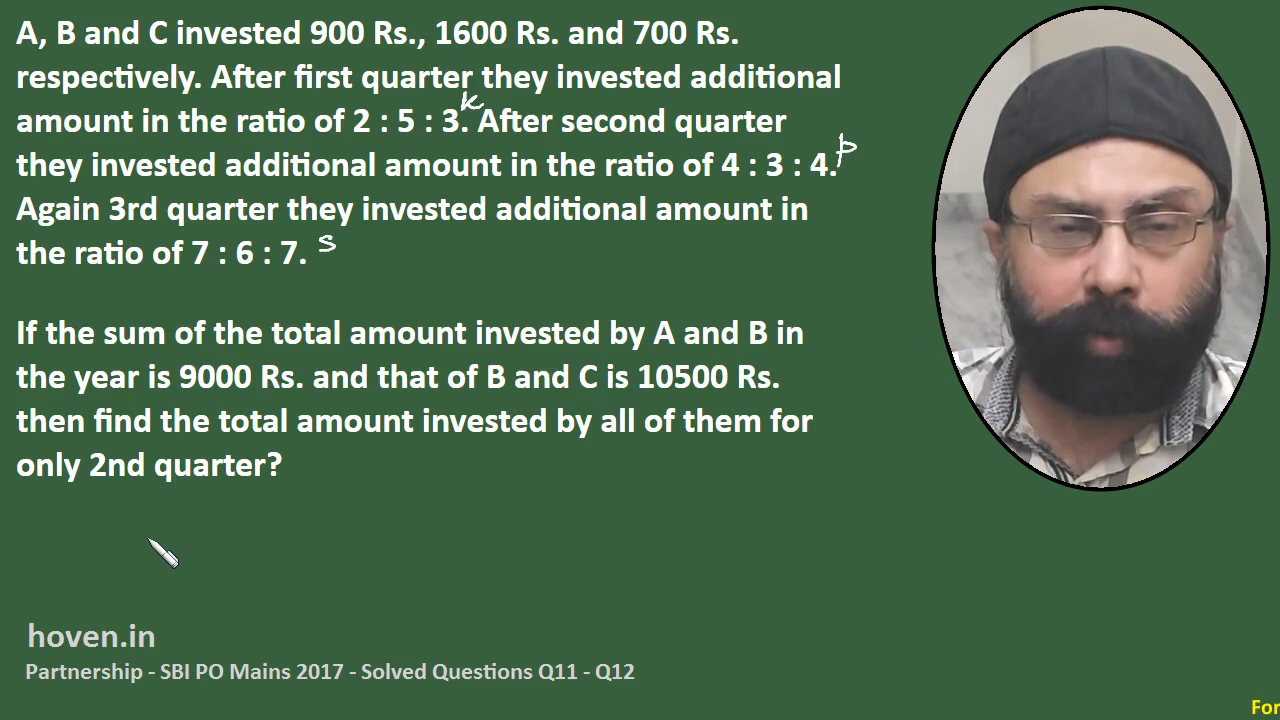 A, B and C invested 900 Rs., 1600 Rs. and 700 Rs.
respectively. After first quarter they invested additional
amount in the ratio of 2 : 5 : 3. k After second quarter
they invested additional amount in the ratio of 4 : 3 : 4. p
Again 3rd quarter they invested additional amount in
the ratio of 7 : 6 : 7. s
If the sum of the total amount invested by A and B in
the year is 9000 Rs. and that of B and C is 10500 Rs.
then find the total amount invested by all of them for
only 2nd quarter?
hoven.in
Partnership - SBI PO Mains 2017 - Solved Questions Q11 - Q12
For